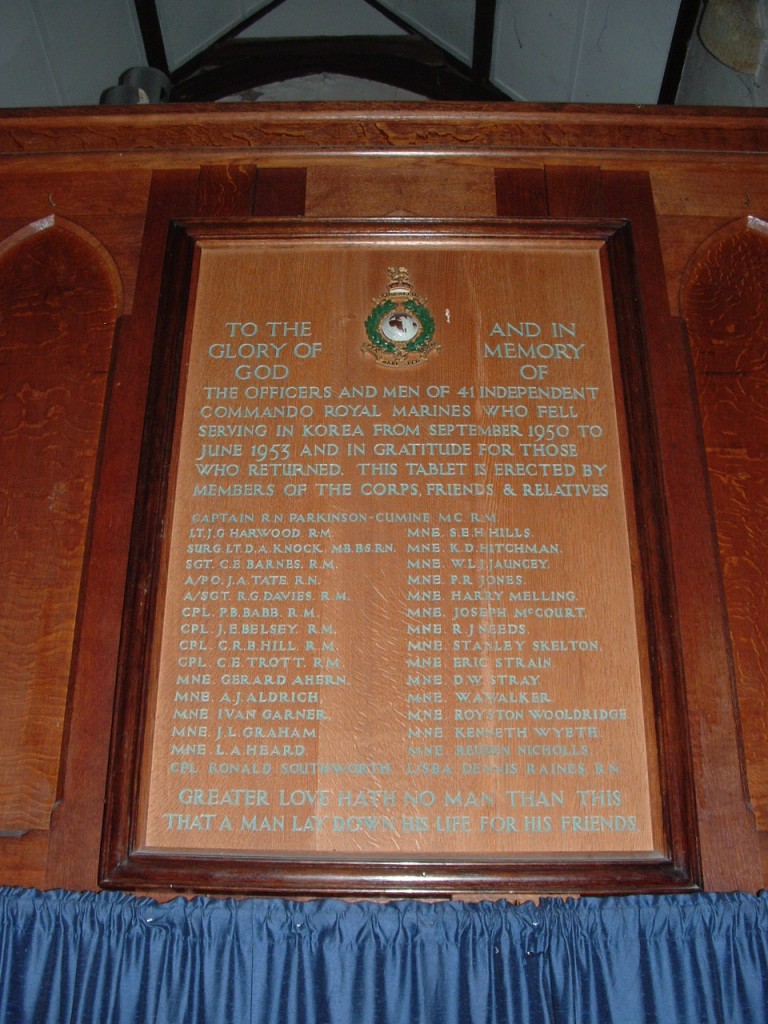 TO THE AND IN
GLORY OF MEMORY
GOD OF
THE OFFICERS AND MEN OF 41 INDEPENDENT
COMMANDO ROYAL MARINES WHO FELL
SERVING IN KOREA FROM SEPTEMBER 1950 TO
JUNE 1953 AND IN GRATITUDE FOR THOSE
WHO RETURNED. THIS TABLET IS ERECTED BY
MEMBERS OF THE CORPS, FRIENDS & RELATIVES
CAPTAIN R.N. PARKINSON-CUMINE M.C. R.M.
LT. J.G HARWOOD R.M. MNE. S.E.H HILLS.
SURG. LT. D.A. KNOCK. MB.BS.RN. MNE. K.D. HITCHMAN.
SGT. C.E BARNES. R.M. MNE. W.L.J. JAUNCEY.
A/PO. J.A. TATE. R.N. MNE. P.R JONES.
A/SGT. R.G. DAVIES. R.M. MNE. HARRY MELLING.
CPL. P.B. BABB. R.M. MNE. JOSEPH McCOURT.
CPL. J.E. BELSEY. R.M. MNE. R J NEEDS.
CPL. C.R.B. HILL. R.M. MNE. STANLEY SKELTON.
CPL. C.E. TROTT. R.M. MNE. ERIC STRAIN.
MNE. GERARD AHERN. MNE. D.W. STRAY.
MNE. A.J. ALDRICH. MNE. W.A.WALKER.
MNE. IVAN GARNER. MNE. ROYSTON WOOLDRIDGE
MNE. J.L. GRAHAM. MNE. KENNETH WYETH.
MNE. L.A HEARD. MNE. REUBEN NICHOLLS.
CPL RONALD SOUTHWORTH L/SBA DENNIS RAINES R.N.
GREATER LOVE HATH NO MAN THAN THIS
THAT A MAN LAY DOWN HIS LIFE FOR HIS FRIENDS.